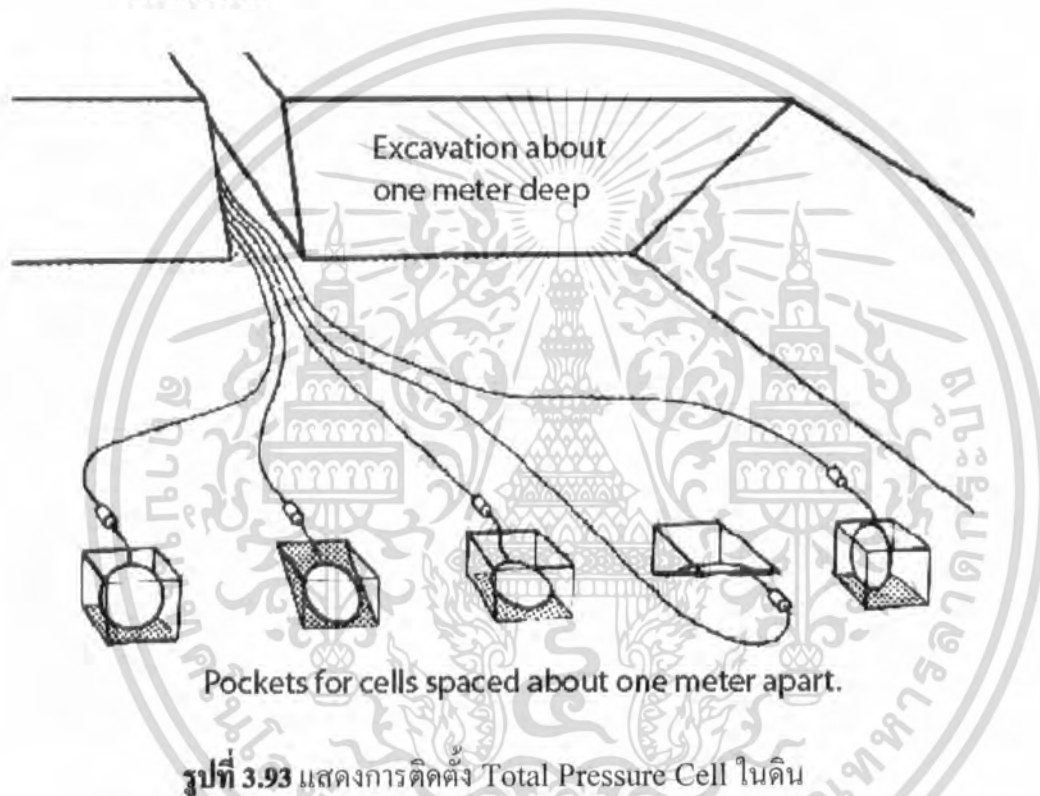 Excavation about
one meter deep
Pockets for cells spaced about one meter apart.
รูปที่ 3.93 แสดงการติดตั้ง Total Pressure Cell ในดิน